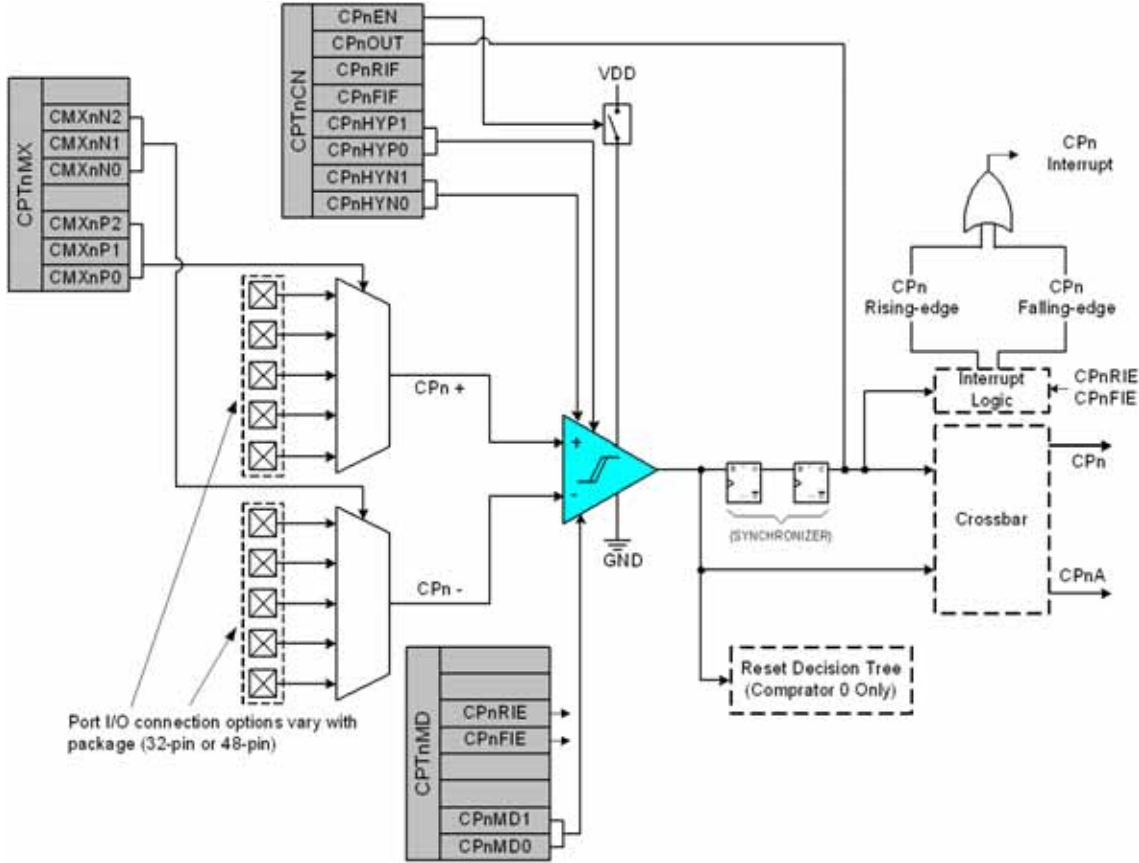 CPTnCN
CPnEN
CPnOUT
CPnRIF
CPnFIF
CPnHYP1
CPnHYP0
CPnHYN1
CPnHYN0
VDD
CPTnMX
CMXnN2
CMXnN1
CMXnN0
CMXnP2
CMXnP1
CMXnP0
CPn
Interrupt
CPn
Rising-edge
CPn
Falling-edge
Interrupt
Logic
CPnRIE
CPnFIE
CPn +
+
-
CPn -
GND
(SYNCHRONIZER)
Crossbar
CPn
CPnA
Reset Decision Tree
(Comprator 0 Only)
Port I/O connection options vary with
package (32-pin or 48-pin)
CPTnMD
CPnRIE
CPnFIE
CPnMD1
CPnMD0